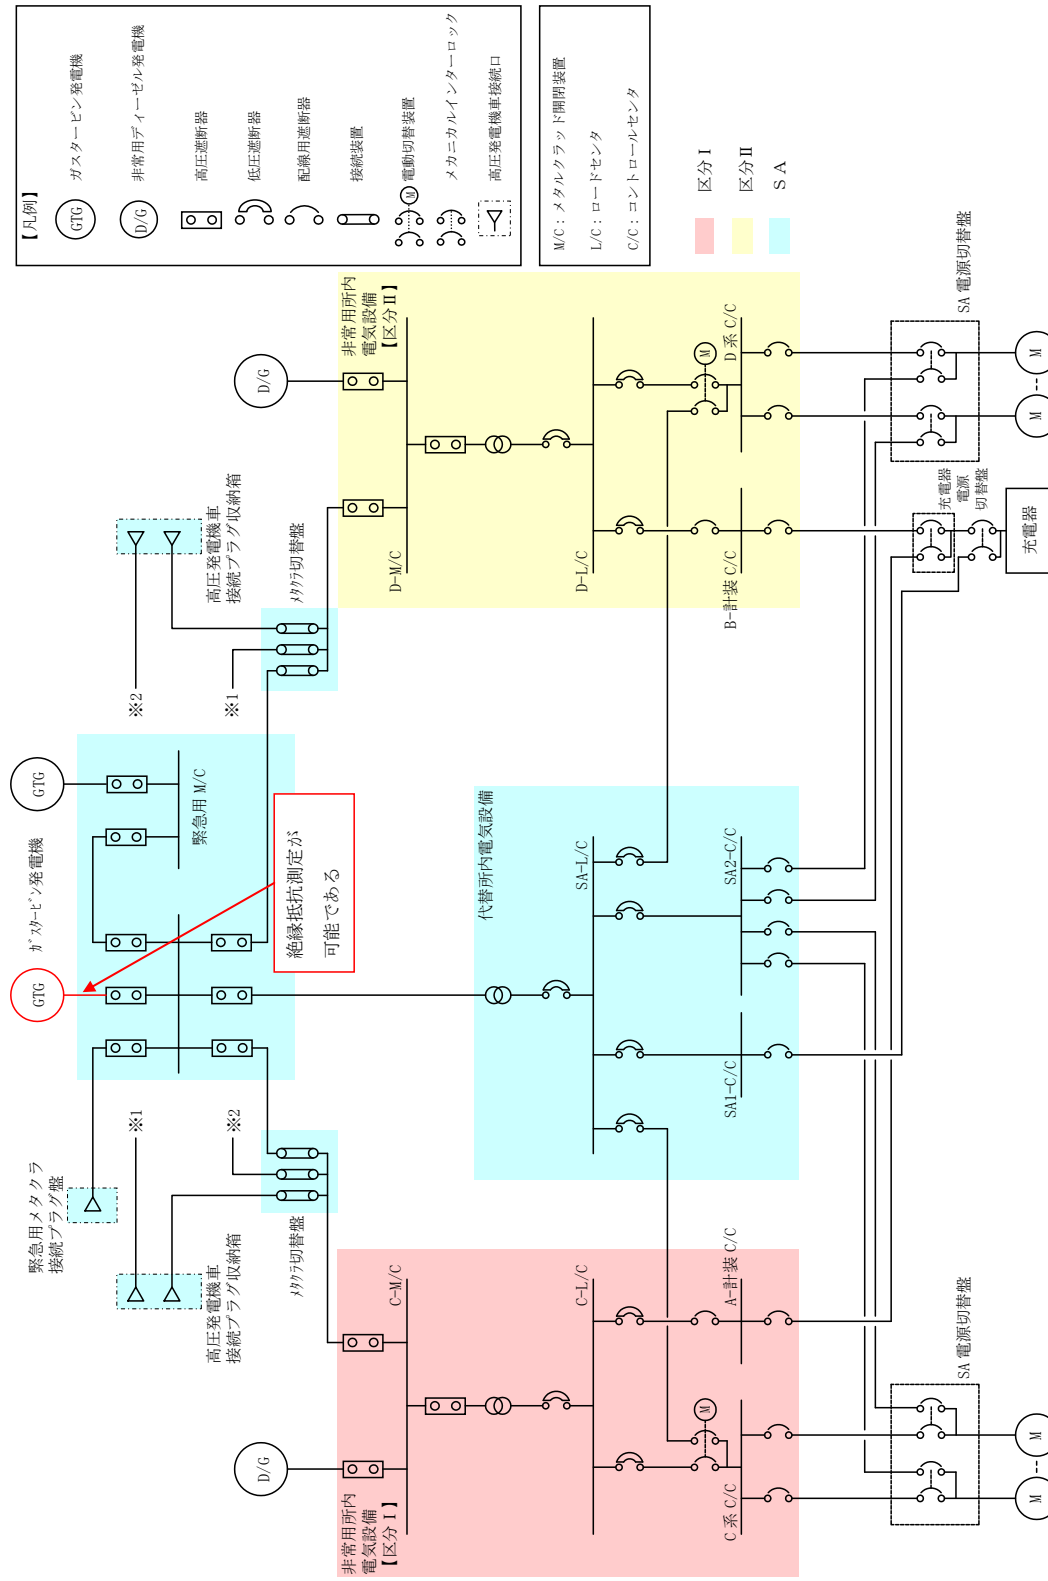 【凡例】
GTG
ガスタービン発電機
D/G
非常用ディーゼル発電機
高圧遮断器
低圧遮断器
配線用遮断器
接続装置
M
電動切替装置
メカニカルインターロック
高圧発電機車接続口
M/C：メタルクラッド開閉装置
L/C：ロードセンタ
C/C：コントロールセンタ
区分Ⅰ
区分Ⅱ
ＳＡ
緊急用メタクラ
接続プラグ盤
ガスタービン発電機
GTG
GTG
緊急用 M/C
絶縁抵抗測定が
可能である
※1
※2
※2
※1
高圧発電機車
接続プラグ収納箱
高圧発電機車
接続プラグ収納箱
メタクラ切替盤
メタクラ切替盤
D/G
D/G
非常用所内
電気設備
【区分Ⅰ】
非常用所内
電気設備
【区分Ⅱ】
C-M/C
D-M/C
代替所内電気設備
C-L/C
SA-L/C
D-L/C
M
M
C 系 C/C
A-計装 C/C
SA1-C/C
SA2-C/C
B-計装 C/C
D 系 C/C
SA 電源切替盤
SA 電源切替盤
充電器
電源
切替盤
充電器
M
M
M
M